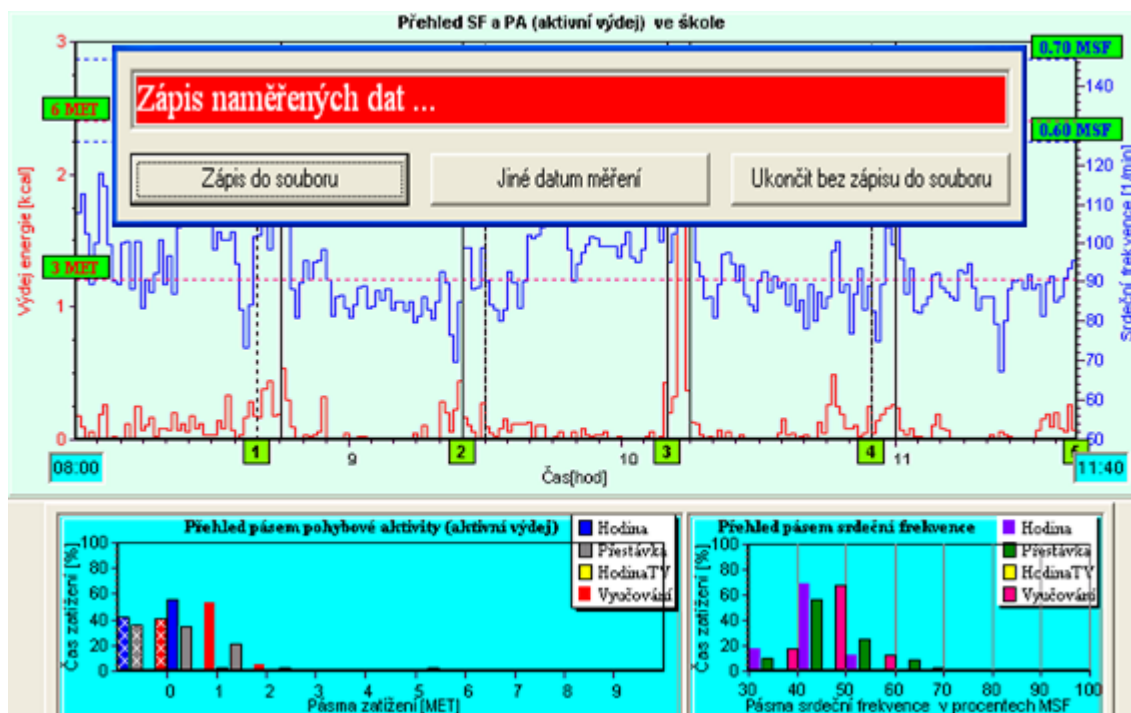 Přehled SF a PA (aktivní výdej) ve škole
Zápis naměřených dat ...
Zápis do souboru
Jiné datum měření
Ukončit bez zápisu do souboru
Výdej energie [kcal]
3
2
1
0
6 MET
3 MET
0.70 MSF
0.60 MSF
140
120
110
100
90
80
70
60
50
Srdeční frekvence [1/min]
1
2
3
4
5
08:00
9
10
11
11:40
Čas[hod]
Přehled pásem pohybové aktivity (aktivní výdej)
Čas zatížení [%]
100
80
60
40
20
0
Hodina
Přestávka
HodinaTV
Vyučování
0 1 2 3 4 5 6 7 8 9
Pásma zatížení [MET]
Přehled pásem srdeční frekvence
Čas zatížení [%]
100
80
60
40
20
0
Hodina
Přestávka
HodinaTV
Vyučování
30 40 50 60 70 80 90 100
Pásma srdeční frekvence v procentech MSF